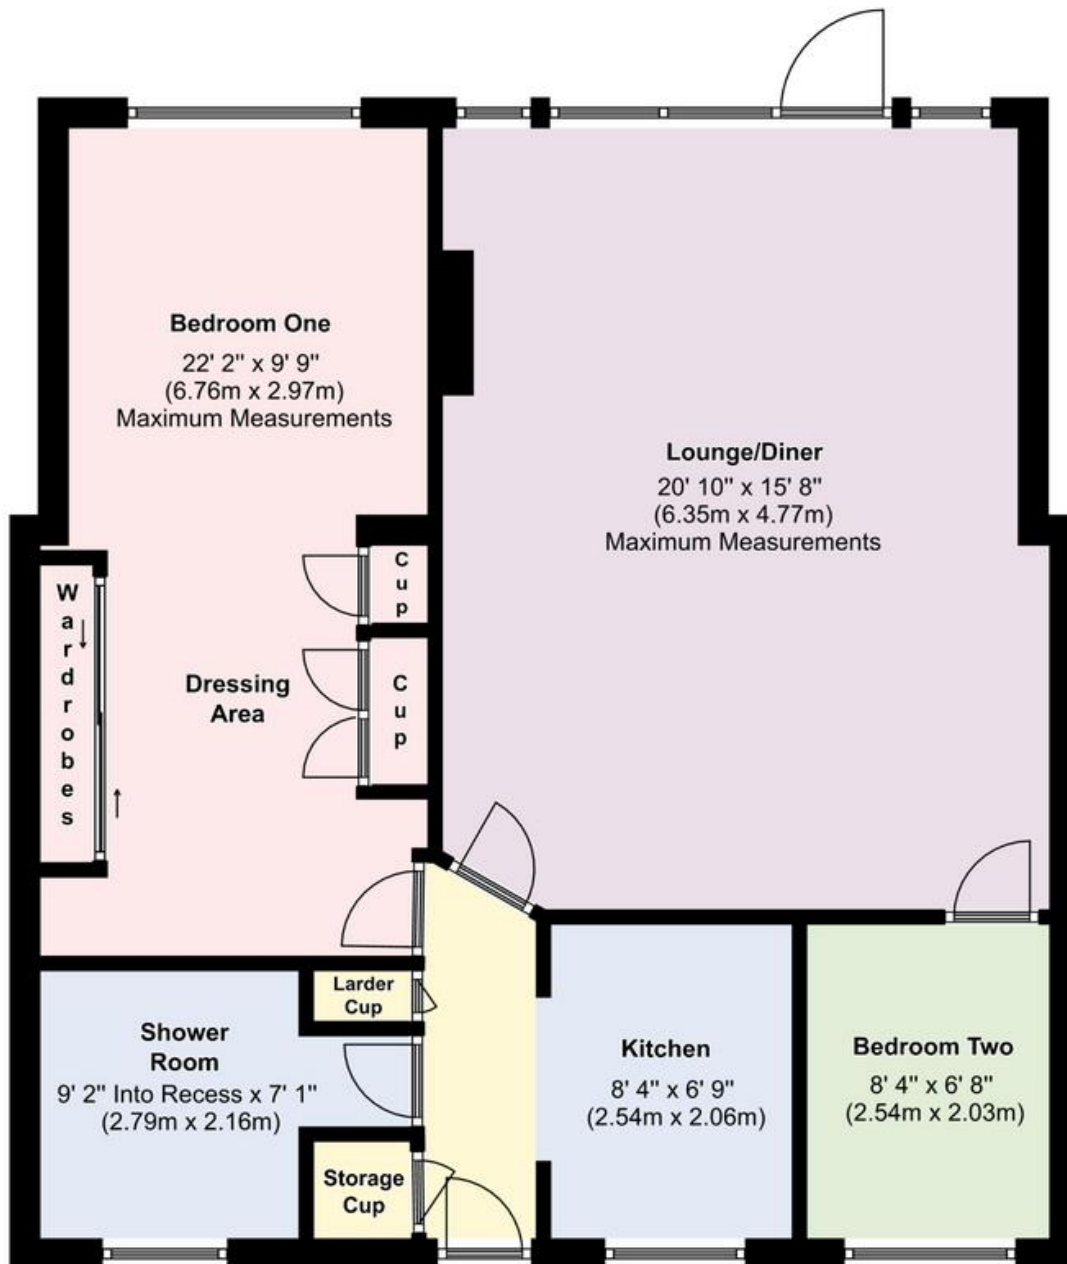 Bedroom One
22' 2" x 9' 9"
(6.76m x 2.97m)
Maximum Measurements
Lounge/Diner
20' 10" x 15' 8"
(6.35m x 4.77m)
Maximum Measurements
Cup
Wardrobes
Dressing
Area
Cup
Larder
Cup
Shower
Room
9' 2" Into Recess x 7' 1"
(2.79m x 2.16m)
Kitchen
8' 4" x 6' 9"
(2.54m x 2.06m)
Bedroom Two
8' 4" x 6' 8"
(2.54m x 2.03m)
Storage
Cup